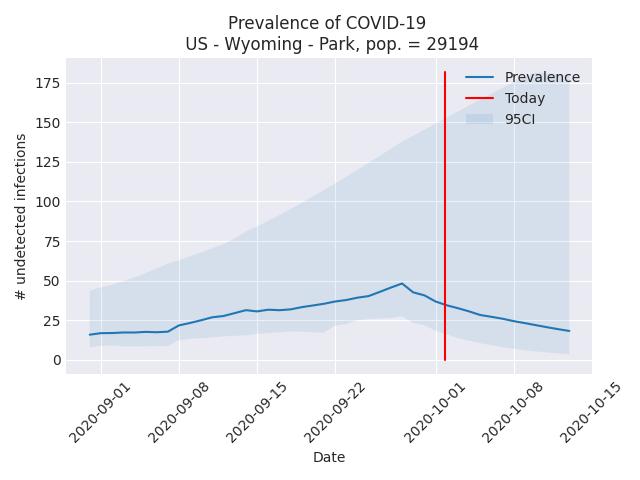 Prevalence of COVID-19
US - Wyoming - Park, pop. = 29194
# undetected infections
175
150
125
100
75
50
25
0
Prevalence
Today
95CI
2020-09-01
2020-09-08
2020-09-15
2020-09-22
2020-10-01
2020-10-08
2020-10-15
Date